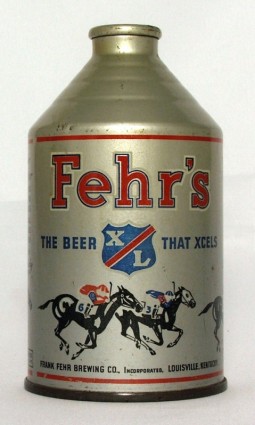 Fehr's
THE BEER XL THAT XCELS
6 3
FRANK FEHR BREWING CO., INCORPORATED, LOUISVILLE, KENTUCKY